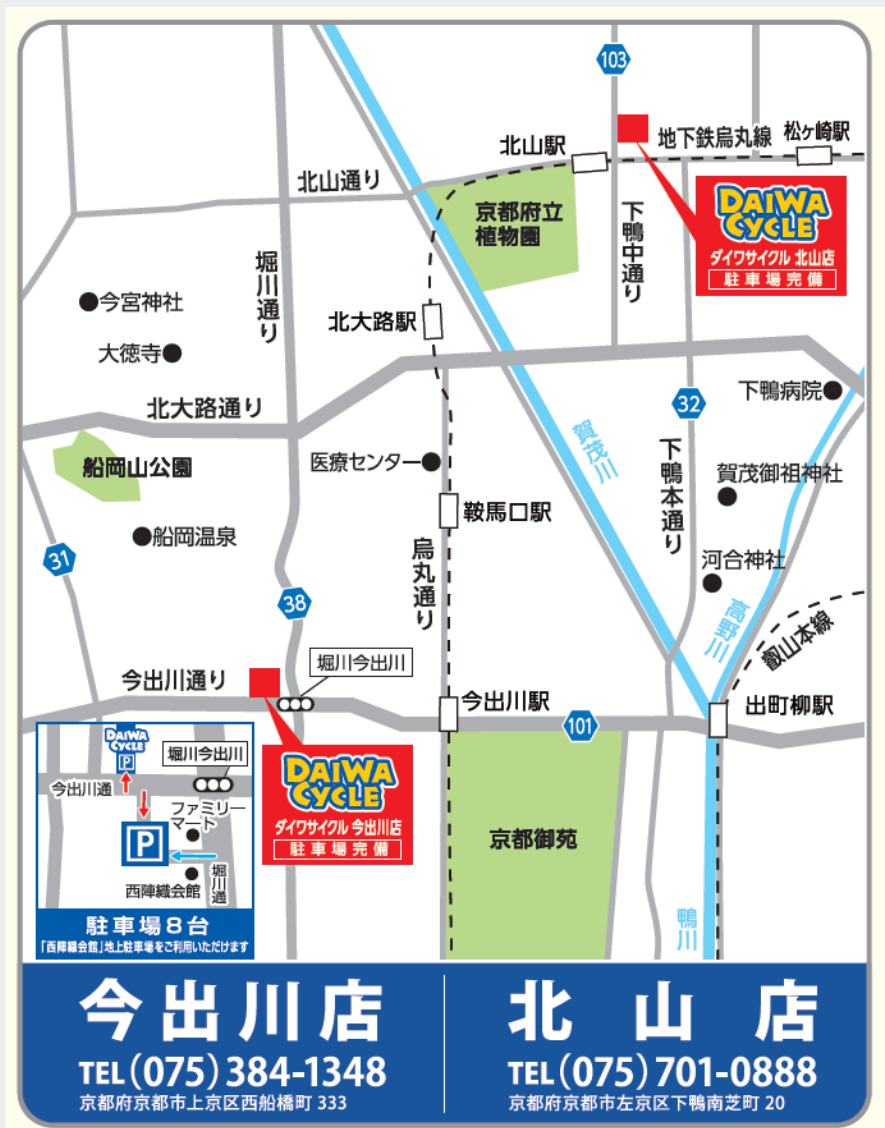 103
北山駅
地下鉄烏丸線
松ヶ崎駅
北山通り
京都府立
植物園
下鴨中通り
DAIWA
CYCLE
ダイワサイクル 北山店
駐車場完備
堀川通り
今宮神社
大徳寺
北大路駅
北大路通り
下鴨病院
32
賀茂川
船岡山公園
医療センター
下鴨本通り
賀茂御祖神社
鞍馬口駅
船岡温泉
31
烏丸通り
河合神社
38
高野川
叡山本線
堀川今出川
今出川通り
今出川駅
101
出町柳駅
DAIWA
CYCLE
ダイワサイクル 今出川店
駐車場完備
京都御苑
鴨川
DAIWA
CYCLE
P
堀川今出川
今出川通
ファミリー
マート
P
堀川通
西陣織会館
駐車場8台
「西陣織会館」地上駐車場をご利用いただけます
今出川店
TEL(075)384-1348
京都府京都市上京区西船橋町 333
北山店
TEL(075)701-0888
京都府京都市左京区下鴨南芝町 20